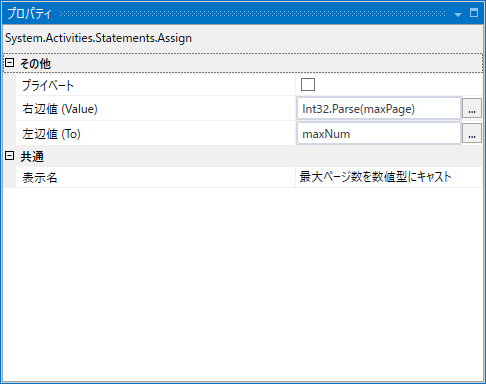 プロパティ
System.Activities.Statements.Assign
その他
プライベート
右辺値 (Value) Int32.Parse(maxPage) ...
左辺値 (To) maxNum ...
共通
表示名 最大ページ数を数値型にキャスト